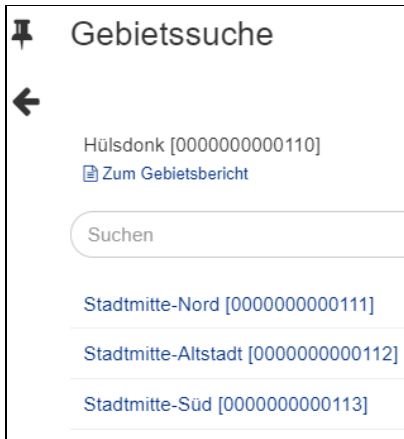 Gebietssuche
Hülsdonk [0000000000110]
Zum Gebietsbericht
Suchen
Stadtmitte-Nord [0000000000111]
Stadtmitte-Altstadt [0000000000112]
Stadtmitte-Süd [0000000000113]